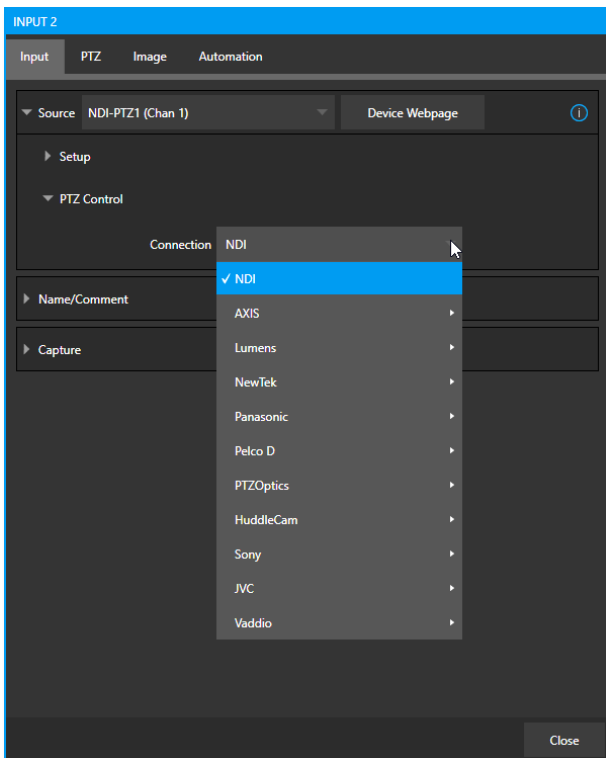 INPUT 2
Input PTZ Image Automation
Source NDI-PTZ1 (Chan 1) Device Webpage
Setup
PTZ Control
Connection NDI
✓ NDI
Name/Comment
AXIS
Capture
Lumens
NewTek
Panasonic
Pelco D
PTZOptics
HuddleCam
Sony
JVC
Vaddio
Close